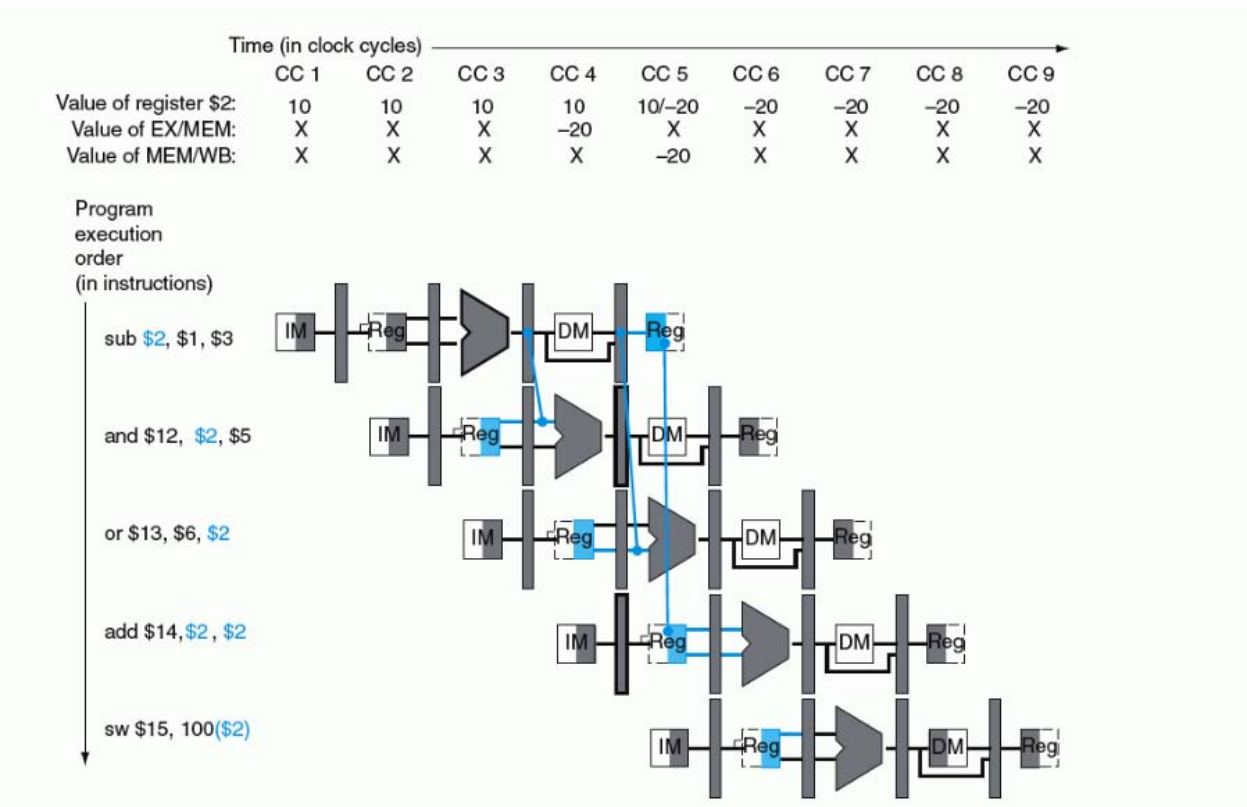 Time (in clock cycles)
CC 1 CC 2 CC 3 CC 4 CC 5 CC 6 CC 7 CC 8 CC 9
Value of register $2: 10 10 10 10 10/–20 –20 –20 –20 –20
Value of EX/MEM: X X X –20 X X X X X
Value of MEM/WB: X X X X –20 X X X X
Program
execution
order
(in instructions)
sub $2, $1, $3 IM Reg DM Reg
and $12, $2, $5 IM Reg DM Reg
or $13, $6, $2 IM Reg DM Reg
add $14, $2, $2 IM Reg DM Reg
sw $15, 100($2) IM Reg DM Reg